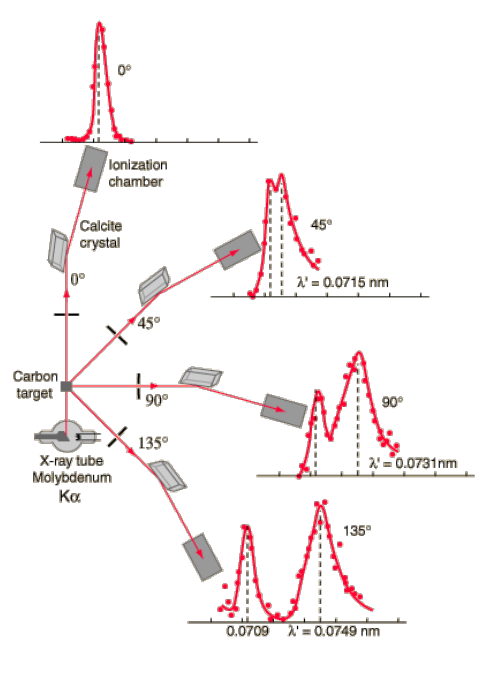 0°
Ionization
chamber
Calcite
crystal
0°
45°
λ' = 0.0715 nm
45°
Carbon
target
90°
90°
λ' = 0.0731nm
135°
X-ray tube
Molybdenum
Kα
135°
0.0709 λ' = 0.0749 nm